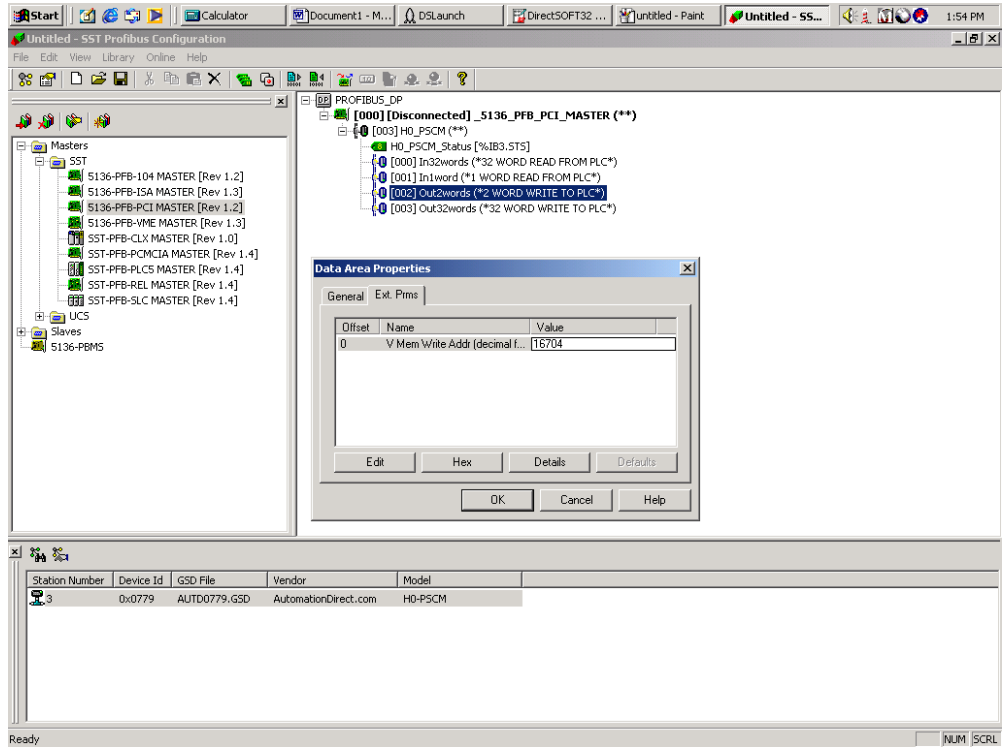 Start
Calculator
Document1 - M...
DSLaunch
DirectSOFT32 ...
untitled - Paint
Untitled - SS...
1:54 PM
Untitled - SST Profibus Configuration
File Edit View Library Online Help
Masters
SST
5136-PFB-104 MASTER [Rev 1.2]
5136-PFB-ISA MASTER [Rev 1.3]
5136-PFB-PCI MASTER [Rev 1.2]
5136-PFB-VME MASTER [Rev 1.3]
SST-PFB-CLX MASTER [Rev 1.0]
SST-PFB-PCMCIA MASTER [Rev 1.4]
SST-PFB-PLC5 MASTER [Rev 1.4]
SST-PFB-REL MASTER [Rev 1.4]
SST-PFB-SLC MASTER [Rev 1.4]
UCS
Slaves
5136-PBMS
DP PROFIBUS_DP
[000] [Disconnected] _5136_PFB_PCI_MASTER (**)
[003] H0_PSCM (**)
H0_PSCM_Status [%IB3.STS]
[000] In32words (*32 WORD READ FROM PLC*)
[001] In1word (*1 WORD READ FROM PLC*)
[002] Out2words (*2 WORD WRITE TO PLC*)
[003] Out32words (*32 WORD WRITE TO PLC*)
Data Area Properties
General Ext. Prms
Offset Name Value
0 V Mem Write Addr (decimal f... 16704
Edit Hex Details Defaults
OK Cancel Help
Station Number Device Id GSD File Vendor Model
3 0x0779 AUTD0779.GSD AutomationDirect.com H0-PSCM
Ready
NUM SCRL